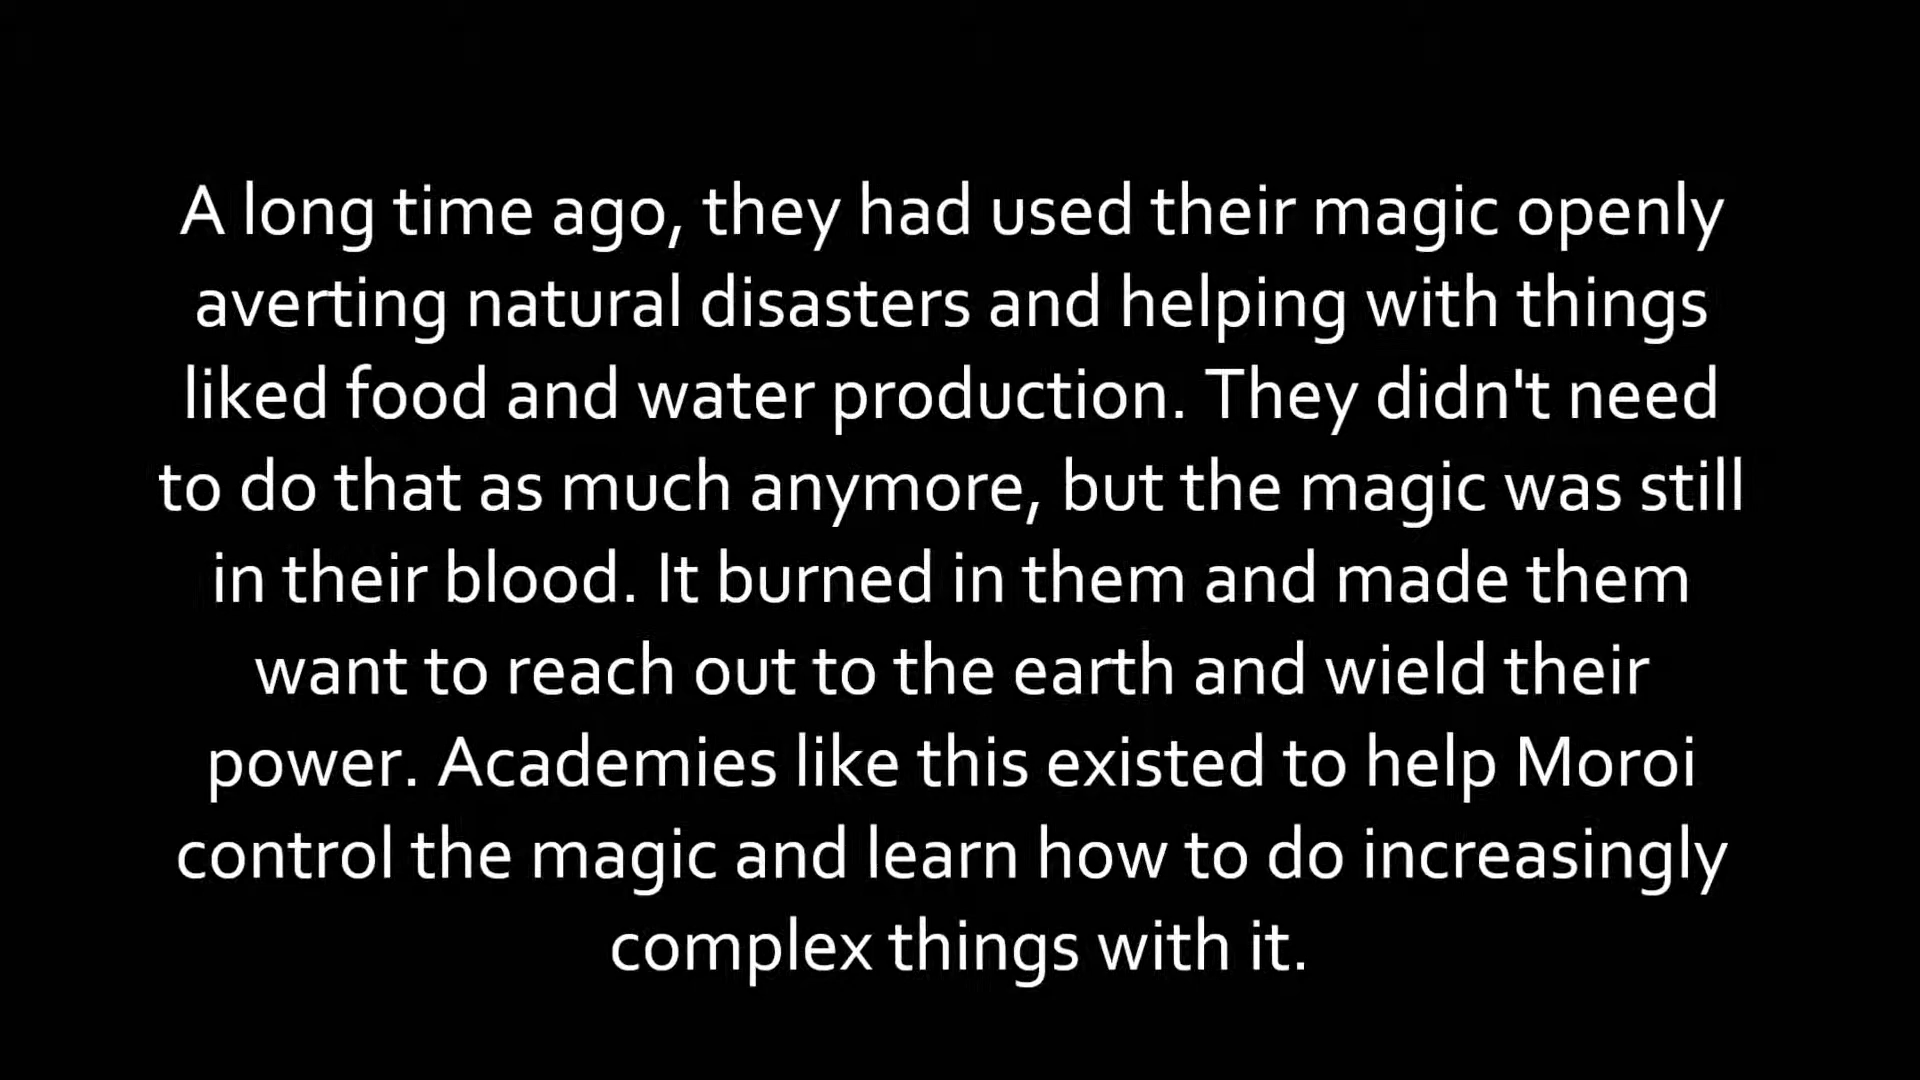 A long time ago, they had used their magic openly
averting natural disasters and helping with things
liked food and water production. They didn't need
to do that as much anymore, but the magic was still
in their blood. It burned in them and made them
want to reach out to the earth and wield their
power. Academies like this existed to help Moroi
control the magic and learn how to do increasingly
complex things with it.